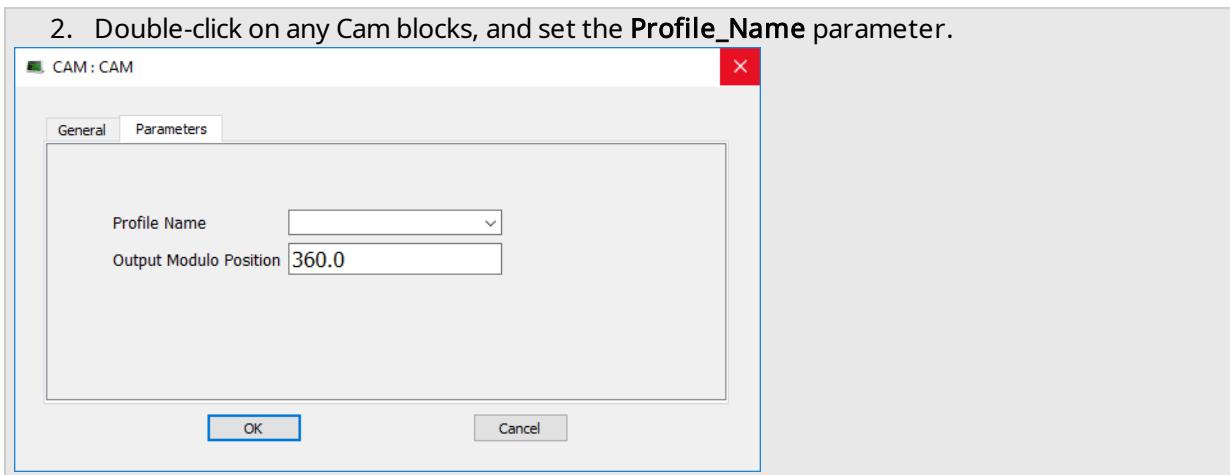 2. Double-click on any Cam blocks, and set the Profile_Name parameter.
CAM : CAM
General Parameters
Profile Name
Output Modulo Position 360.0
OK Cancel